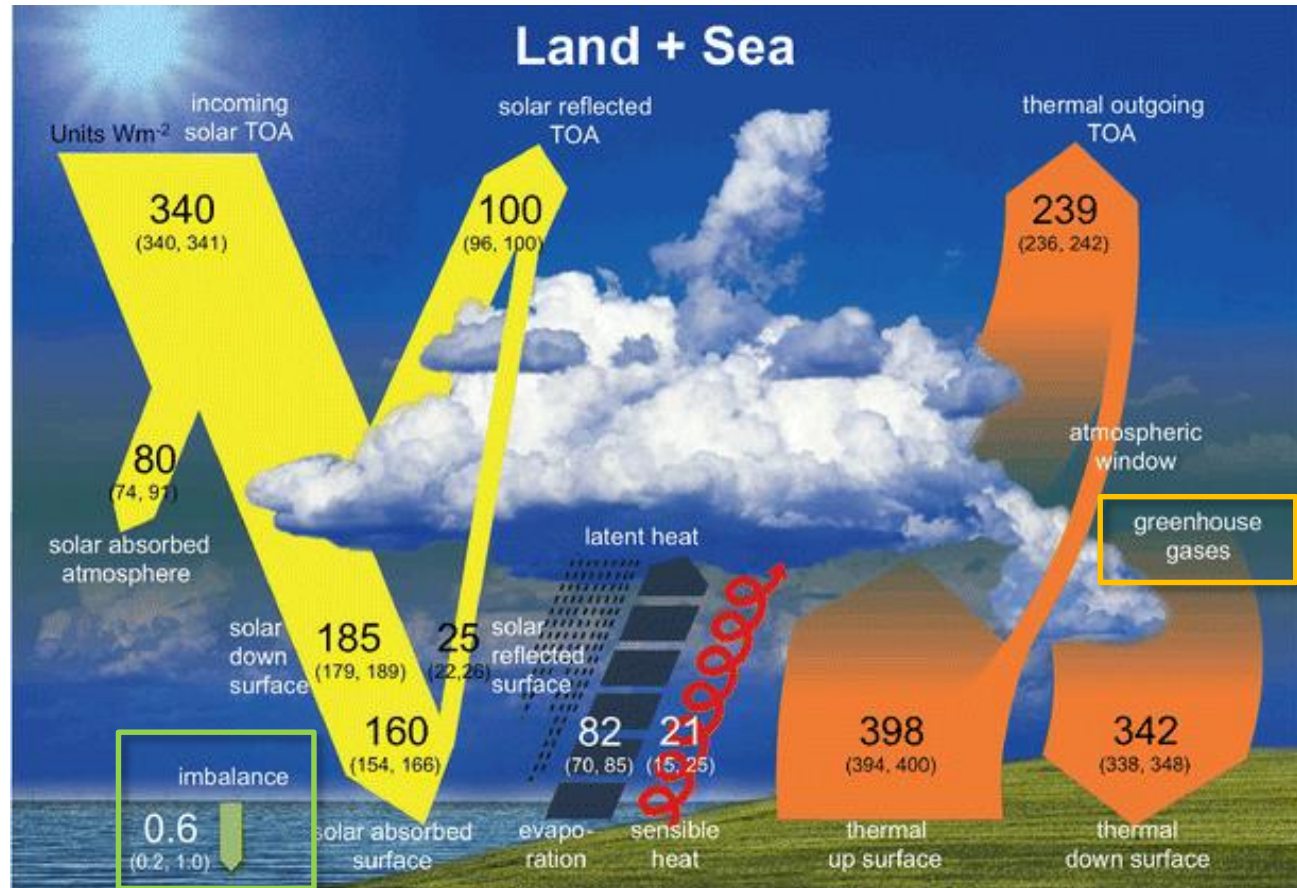 Land + Sea
incoming
solar TOA
Units Wm-2
solar reflected
TOA
thermal outgoing
TOA
340
(340, 341)
100
(96, 100)
239
(236, 242)
80
(74, 91)
solar absorbed
atmosphere
atmospheric
window
greenhouse
gases
latent heat
solar
down
surface
185
(179, 189)
25
(22,26)
solar
reflected
surface
160
(154, 166)
82
(70, 85)
21
(15, 25)
398
(394, 400)
342
(338, 348)
imbalance
0.6
(0.2, 1.0)
solar absorbed
surface
evapo-
ration
sensible
heat
thermal
up surface
thermal
down surface